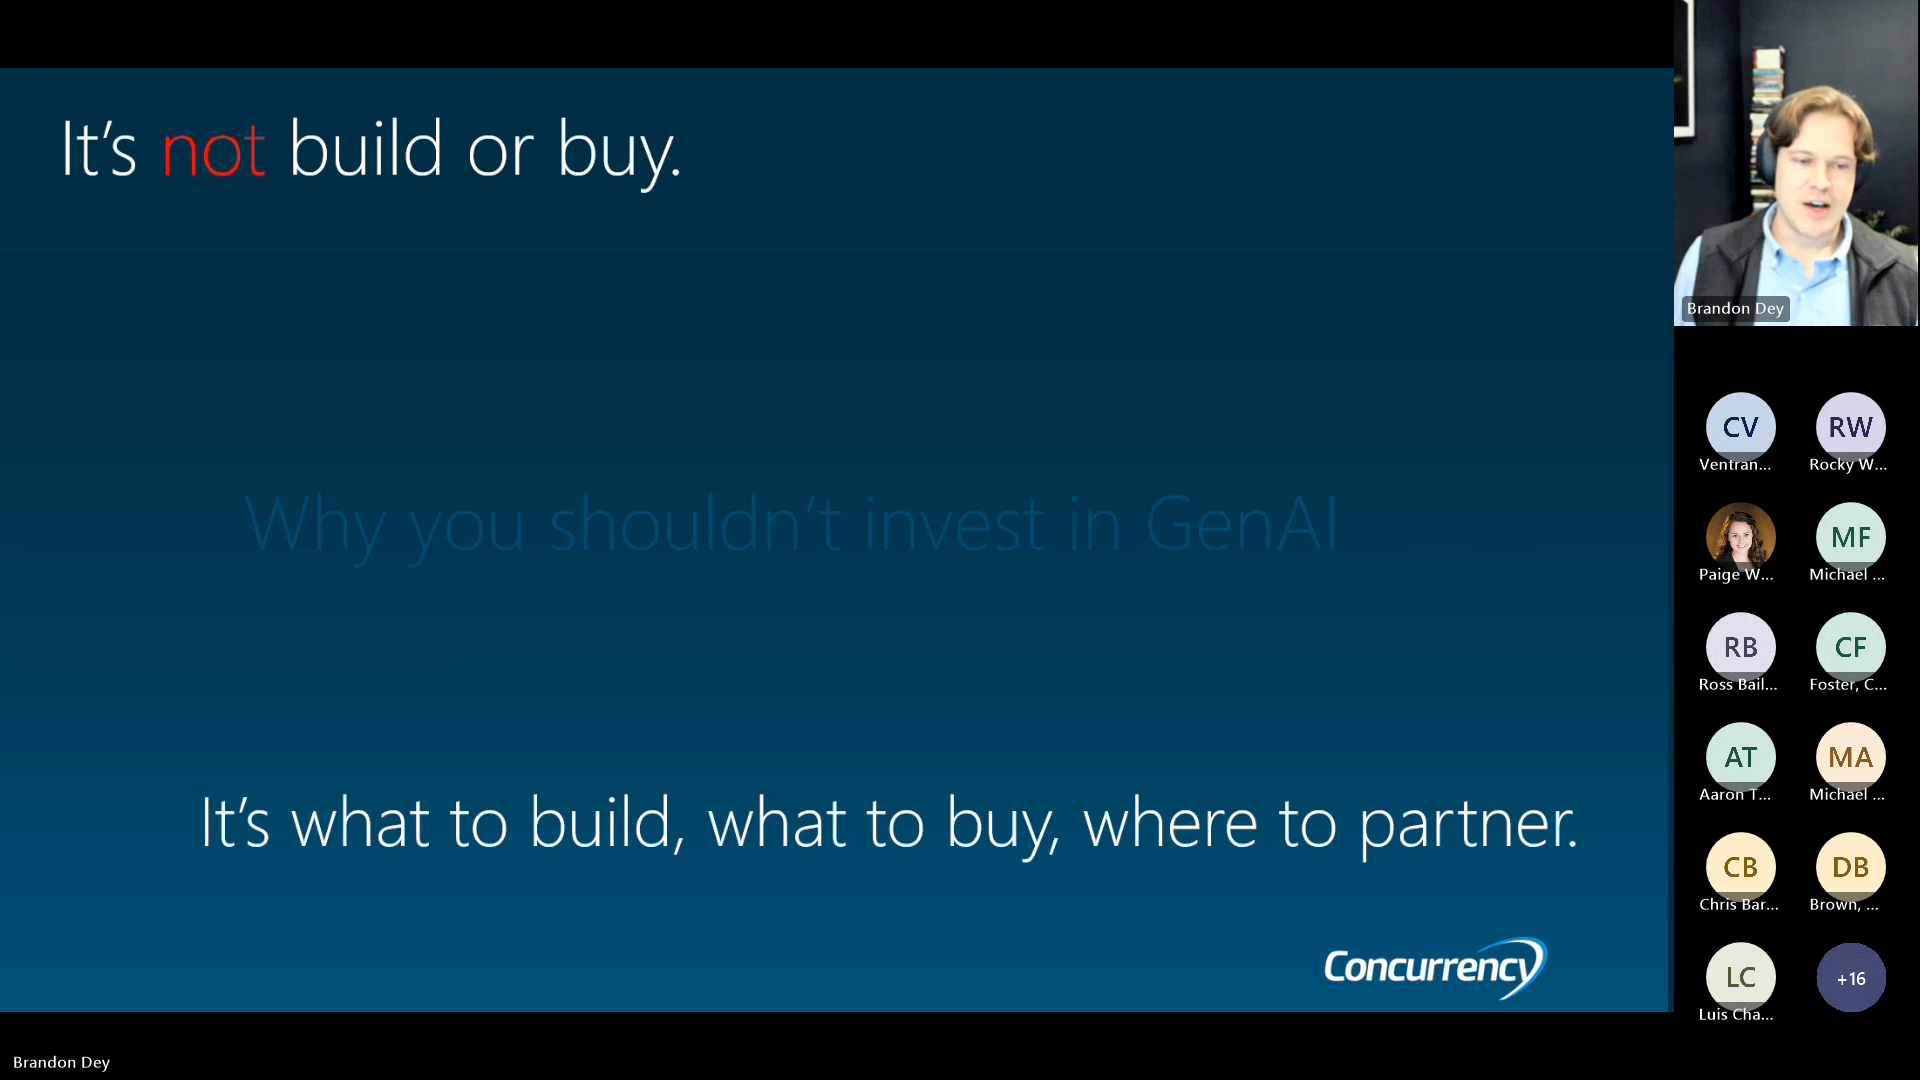 It's not build or buy.
Why you shouldn't invest in GenAI
It's what to build, what to buy, where to partner.
Concurrency
Brandon Dey
CV
Ventran...
RW
Rocky W...
Paige W...
MF
Michael ...
RB
Ross Bail...
CF
Foster, C...
AT
Aaron T...
MA
Michael ...
CB
Chris Bar...
DB
Brown, ...
LC
Luis Cha...
+16
Brandon Dey